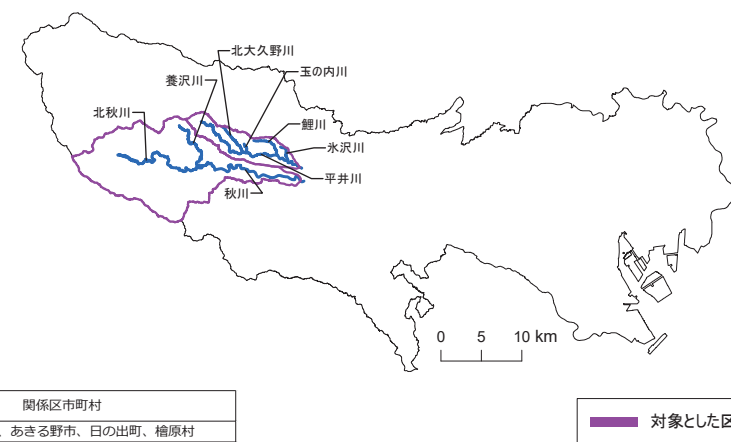 北大久野川
玉の内川
養沢川
北秋川
鯉川
氷沢川
平井川
秋川
0 5 10 km
関係区市町村
、あきる野市、日の出町、檜原村
対象とした区